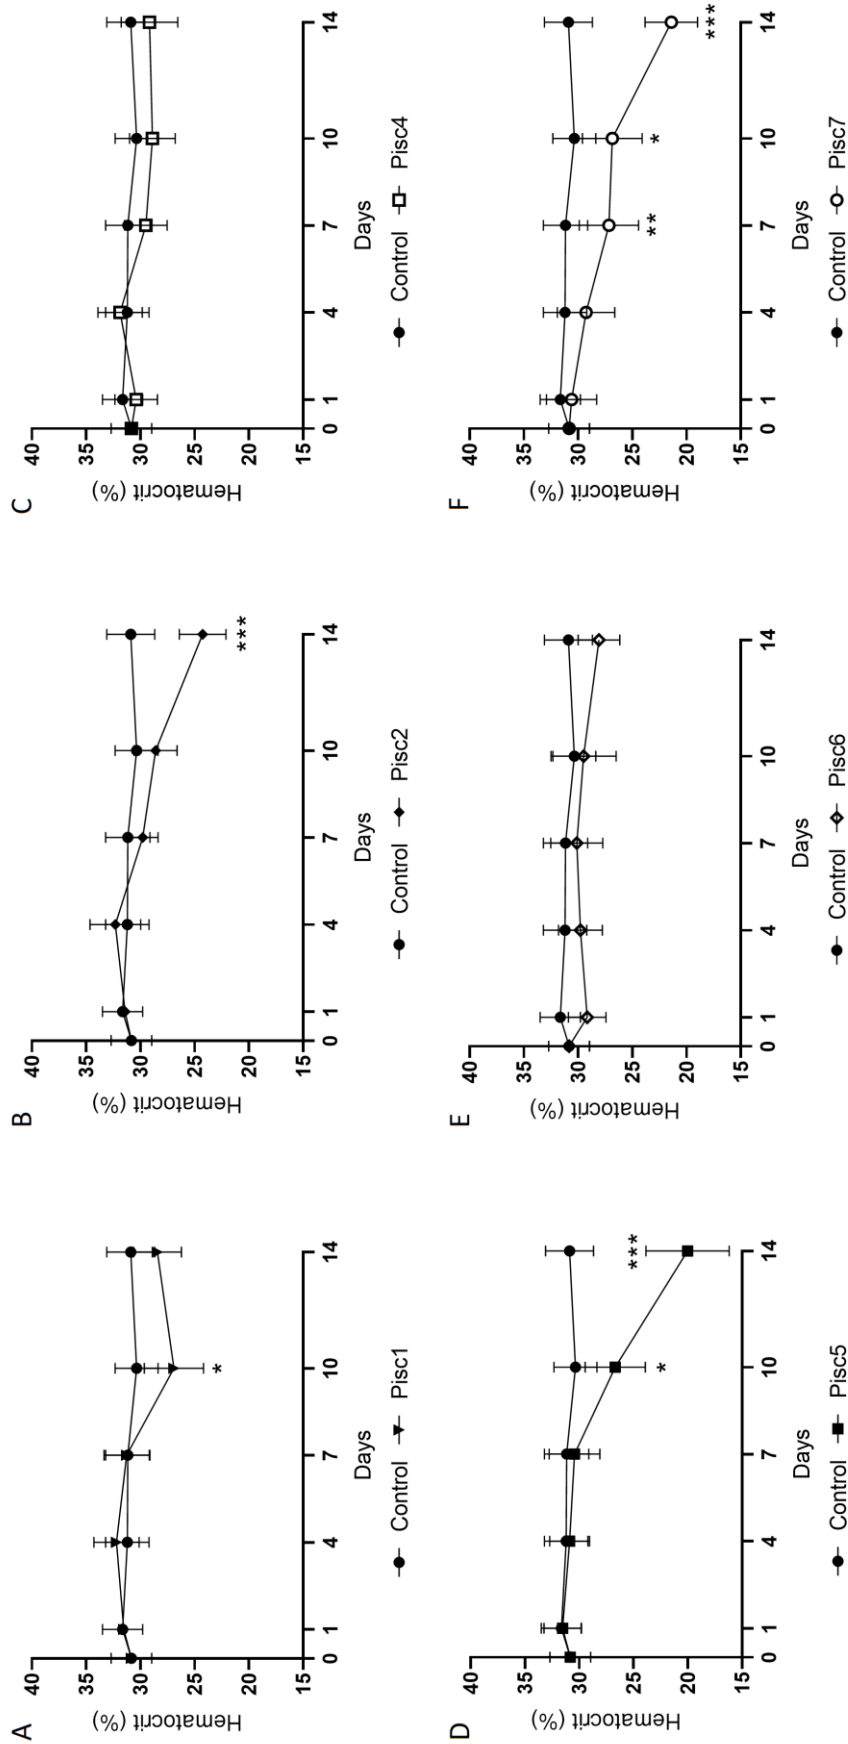 A
Hematocrit (%)
40
35
30
25
20
15
0 1 4 7 10 14
*
Days
Control Pisc1
B
Hematocrit (%)
40
35
30
25
20
15
0 1 4 7 10 14
***
Days
Control Pisc2
C
Hematocrit (%)
40
35
30
25
20
15
0 1 4 7 10 14
Days
Control Pisc4
D
Hematocrit (%)
40
35
30
25
20
15
0 1 4 7 10 14
*
***
Days
Control Pisc5
E
Hematocrit (%)
40
35
30
25
20
15
0 1 4 7 10 14
Days
Control Pisc6
F
Hematocrit (%)
40
35
30
25
20
15
0 1 4 7 10 14
**
*
***
Days
Control Pisc7